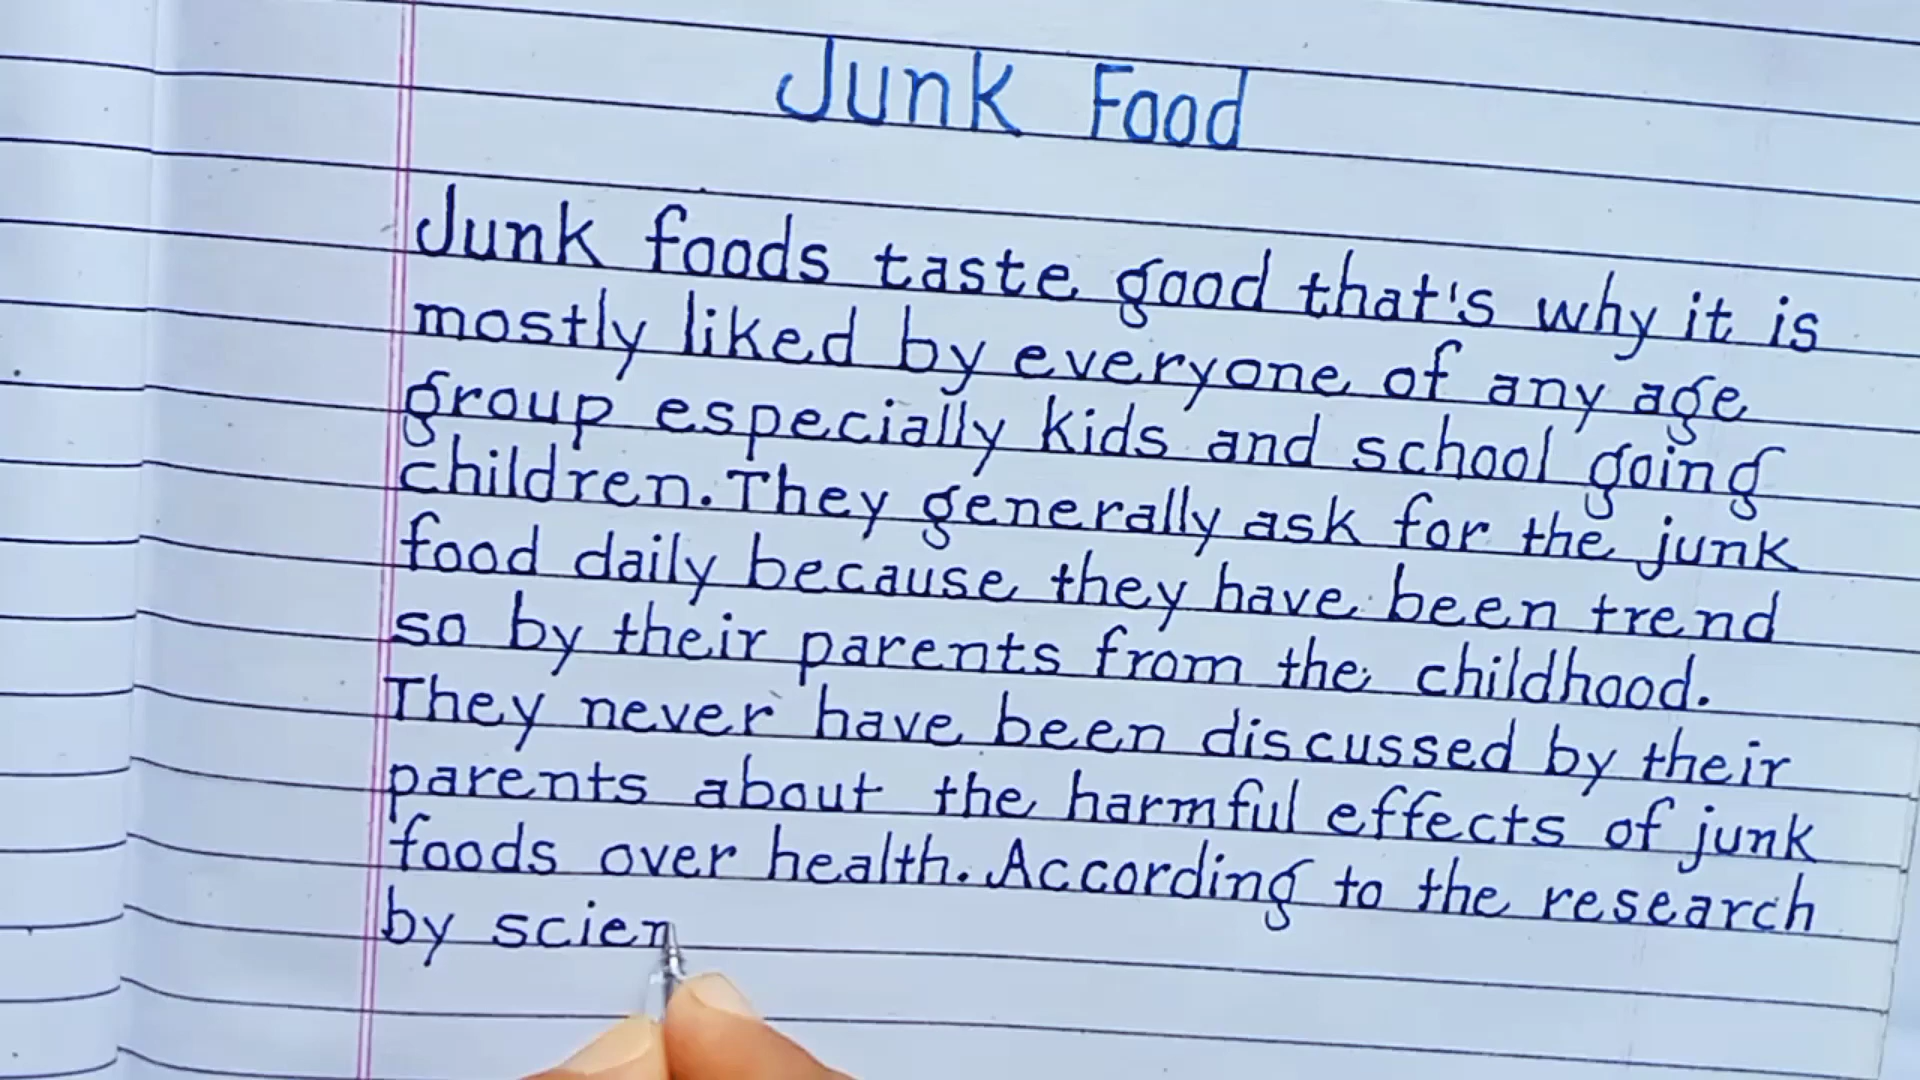 Junk Food
Junk foods taste good that's why it is
mostly liked by everyone of any age
group especially kids and school going
children. They generally ask for the junk
food daily because they have been trend
so by their parents from the childhood.
They never have been discussed by their
parents about the harmful effects of junk
foods over health. According to the research
by scien